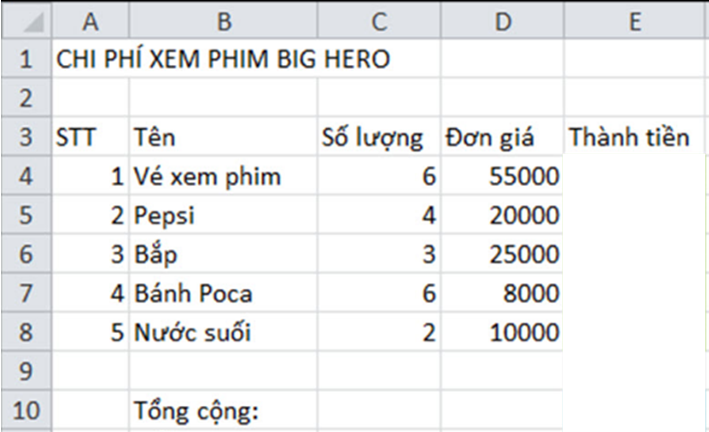 A B C D E
1 CHI PHÍ XEM PHIM BIG HERO
2
3 STT Tên Số lượng Đơn giá Thành tiền
4 1 Vé xem phim 6 55000
5 2 Pepsi 4 20000
6 3 Bắp 3 25000
7 4 Bánh Poca 6 8000
8 5 Nước suối 2 10000
9
10 Tổng cộng: